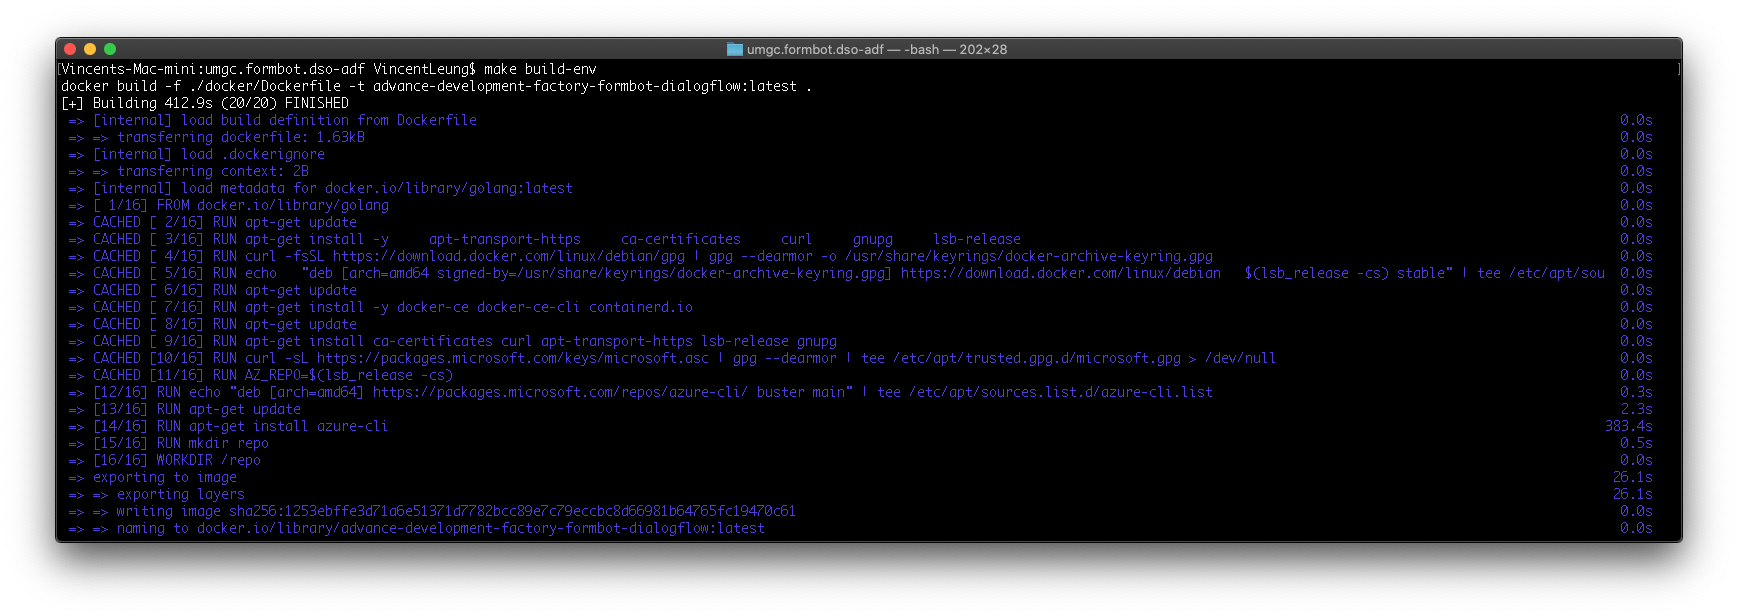 umgc.formbot.dso-adf — -bash — 202×28
[Vincents-Mac-mini:umgc.formbot.dso-adf VincentLeung$ make build-env ]
docker build -f ./docker/Dockerfile -t advance-development-factory-formbot-dialogflow:latest .
[+] Building 412.9s (20/20) FINISHED
=> [internal] load build definition from Dockerfile 0.0s
=> => transferring dockerfile: 1.63kB 0.0s
=> [internal] load .dockerignore 0.0s
=> => transferring context: 2B 0.0s
=> [internal] load metadata for docker.io/library/golang:latest 0.0s
=> [ 1/16] FROM docker.io/library/golang 0.0s
=> CACHED [ 2/16] RUN apt-get update 0.0s
=> CACHED [ 3/16] RUN apt-get install -y     apt-transport-https     ca-certificates     curl     gnupg     lsb-release 0.0s
=> CACHED [ 4/16] RUN curl -fsSL https://download.docker.com/linux/debian/gpg | gpg --dearmor -o /usr/share/keyrings/docker-archive-keyring.gpg 0.0s
=> CACHED [ 5/16] RUN echo   "deb [arch=amd64 signed-by=/usr/share/keyrings/docker-archive-keyring.gpg] https://download.docker.com/linux/debian   $(lsb_release -cs) stable" | tee /etc/apt/sou 0.0s
=> CACHED [ 6/16] RUN apt-get update 0.0s
=> CACHED [ 7/16] RUN apt-get install -y docker-ce docker-ce-cli containerd.io 0.0s
=> CACHED [ 8/16] RUN apt-get update 0.0s
=> CACHED [ 9/16] RUN apt-get install ca-certificates curl apt-transport-https lsb-release gnupg 0.0s
=> CACHED [10/16] RUN curl -sL https://packages.microsoft.com/keys/microsoft.asc | gpg --dearmor | tee /etc/apt/trusted.gpg.d/microsoft.gpg > /dev/null 0.0s
=> CACHED [11/16] RUN AZ_REPO=$(lsb_release -cs) 0.0s
=> [12/16] RUN echo "deb [arch=amd64] https://packages.microsoft.com/repos/azure-cli/ buster main" | tee /etc/apt/sources.list.d/azure-cli.list 0.3s
=> [13/16] RUN apt-get update 2.3s
=> [14/16] RUN apt-get install azure-cli 383.4s
=> [15/16] RUN mkdir repo 0.5s
=> [16/16] WORKDIR /repo 0.0s
=> exporting to image 26.1s
=> => exporting layers 26.1s
=> => writing image sha256:1253ebffe3d71a6e51371d7782bcc89e7c79eccbc8d66981b64765fc19470c61 0.0s
=> => naming to docker.io/library/advance-development-factory-formbot-dialogflow:latest 0.0s